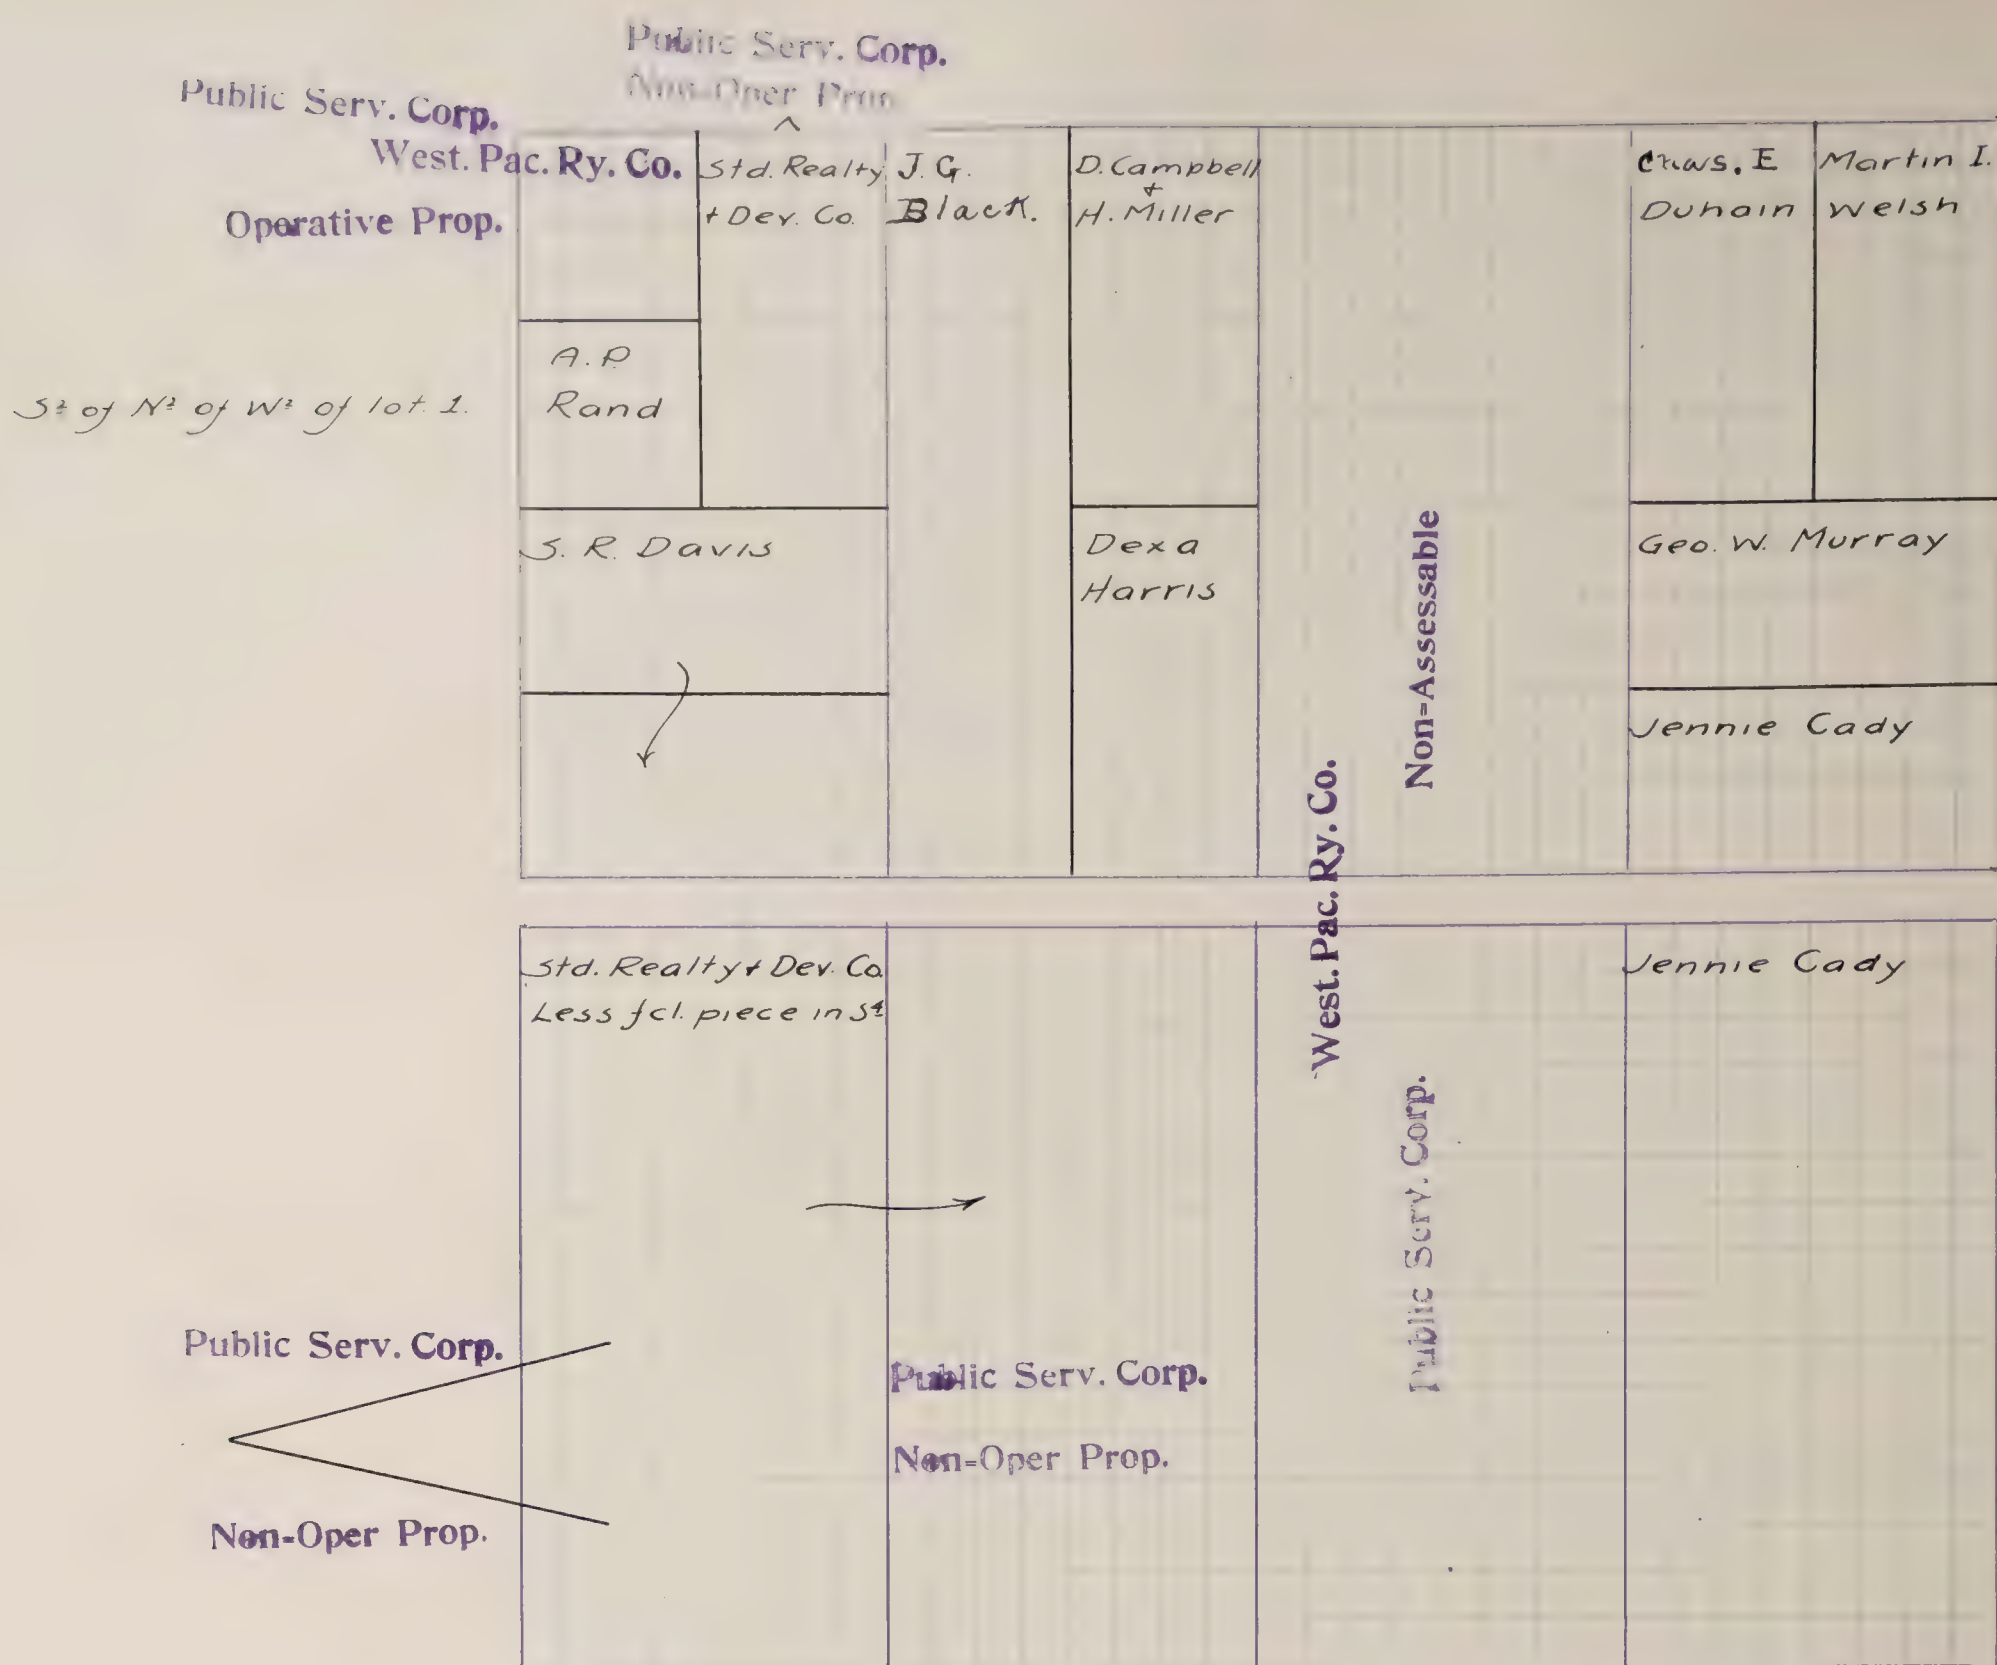 Public Serv. Corp.
Non-Oper Prop.
Public Serv. Corp.
West. Pac. Ry. Co.
Operative Prop.
Std. Realty
+ Dev. Co.
J. G.
Black.
D. Campbell
+
H. Miller
Chas. E
Duhain
Martin I.
Welsh
A. P.
Rand
S½ of N½ of W½ of lot 1.
S. R. Davis
Dexa
Harris
Non=Assessable
Geo. W. Murray
Jennie Cady
West. Pac. Ry. Co.
Std. Realty + Dev. Co.
Less fcl. piece in S¼
Jennie Cady
Public Serv. Corp.
Public Serv. Corp.
Non-Oper Prop.
Public Serv. Corp.
Non=Oper Prop.